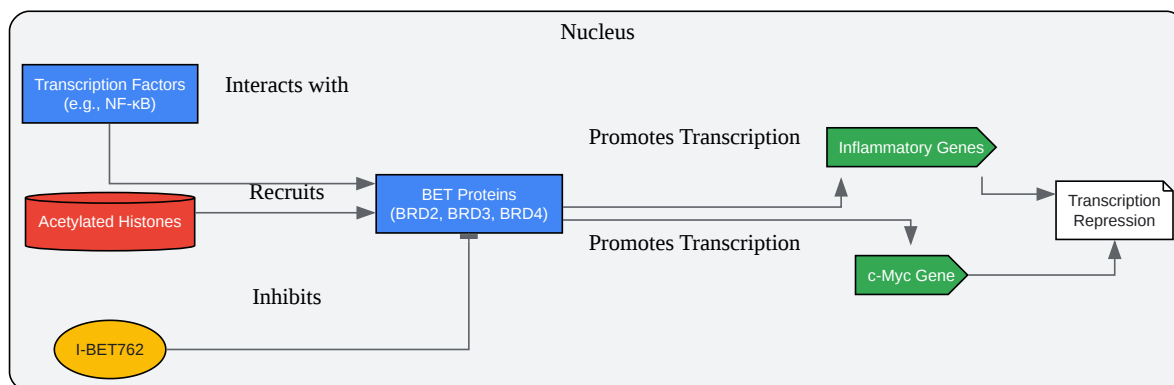 Nucleus
Transcription Factors
(e.g., NF-κB)
Interacts with
Promotes Transcription
Inflammatory Genes
Recruits
BET Proteins
(BRD2, BRD3, BRD4)
Acetylated Histones
Transcription
Repression
Promotes Transcription
c-Myc Gene
Inhibits
I-BET762